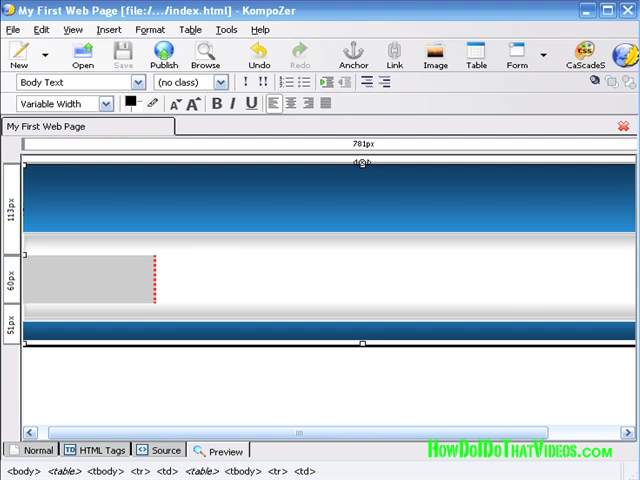 My First Web Page [file:/.../index.html] - KompoZer
File Edit View Insert Format Table Tools Help
New Open Save Publish Browse Undo Redo Anchor Link Image Table Form CaScadeS
Body Text (no class)
Variable Width
My First Web Page
781px
113px
60px
51px
Normal HTML Tags Source Preview
HowDoIDoThatVideos.com
<body> <table> <tbody> <tr> <td> <table> <tbody> <tr> <td>